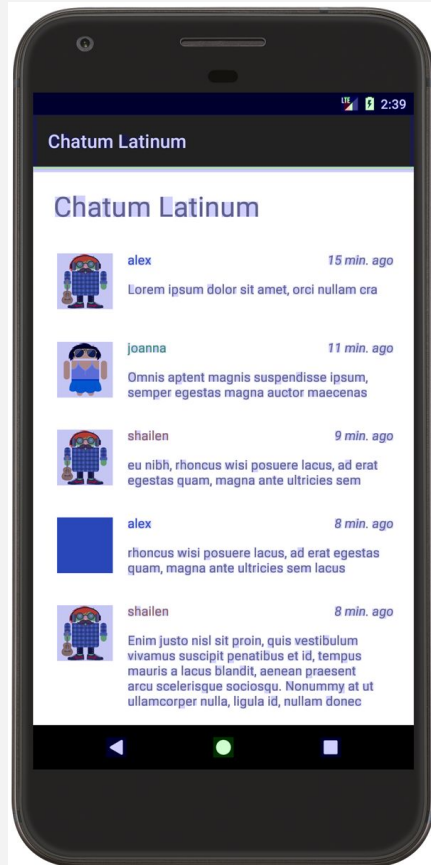 LTE 2:39
Chatum Latinum
Chatum Latinum
alex 15 min. ago
Lorem ipsum dolor sit amet, orci nullam cra
joanna 11 min. ago
Omnis aptent magnis suspendisse ipsum,
semper egestas magna auctor maecenas
shailen 9 min. ago
eu nibh, rhoncus wisi posuere lacus, ad erat
egestas quam, magna ante ultricies sem
alex 8 min. ago
rhoncus wisi posuere lacus, ad erat egestas
quam, magna ante ultricies sem lacus
shailen 8 min. ago
Enim justo nisl sit proin, quis vestibulum
vivamus suscipit penatibus et id, tempus
mauris a lacus blandit, aenean praesent
arcu scelerisque sociosqu. Nonummy at ut
ullamcorper nulla, ligula id, nullam donec